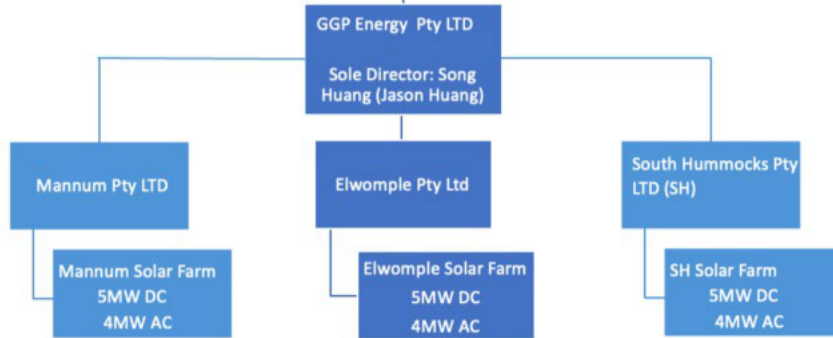 GGP Energy Pty LTD
Sole Director: Song
Huang (Jason Huang)
Mannum Pty LTD
Elwomple Pty Ltd
South Hummocks Pty
LTD (SH)
Mannum Solar Farm
5MW DC
4MW AC
Elwomple Solar Farm
5MW DC
4MW AC
SH Solar Farm
5MW DC
4MW AC